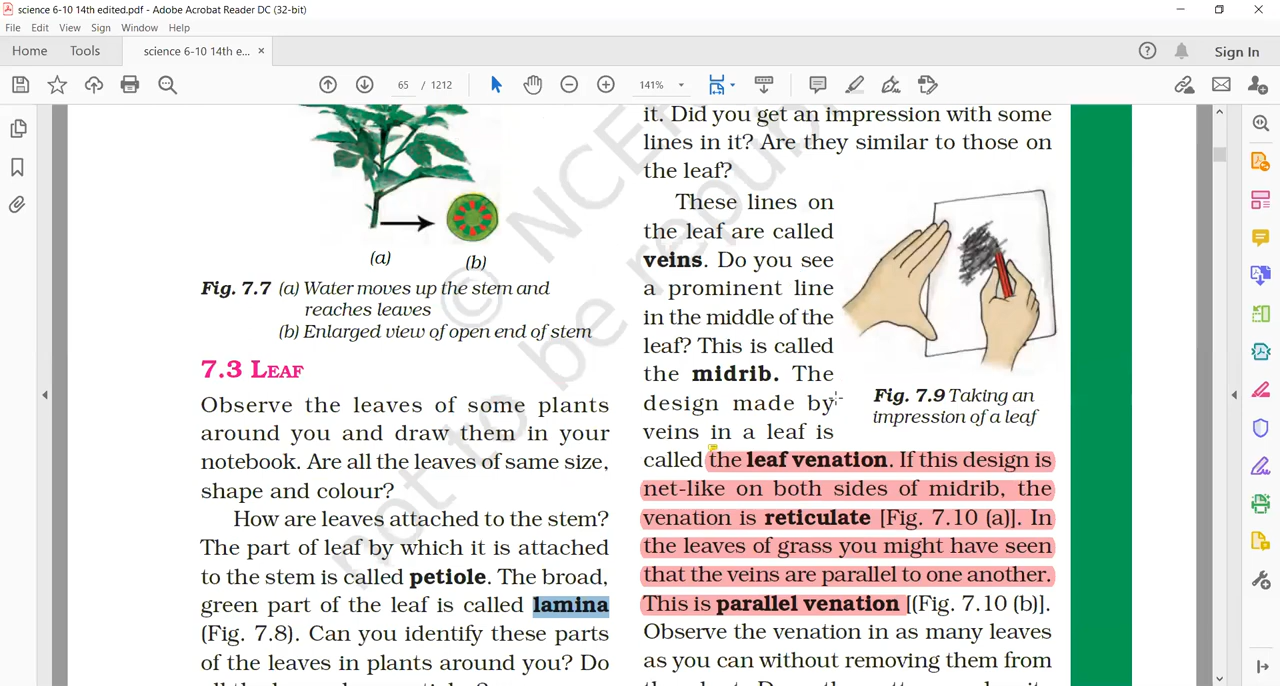 science 6-10 14th edited.pdf - Adobe Acrobat Reader DC (32-bit)
File Edit View Sign Window Help
Home Tools science 6-10 14th e... × Sign In
65 / 1212 141%
(a) (b)
Fig. 7.7 (a) Water moves up the stem and
reaches leaves
(b) Enlarged view of open end of stem
7.3 LEAF
Observe the leaves of some plants
around you and draw them in your
notebook. Are all the leaves of same size,
shape and colour?
How are leaves attached to the stem?
The part of leaf by which it is attached
to the stem is called petiole. The broad,
green part of the leaf is called lamina
(Fig. 7.8). Can you identify these parts
of the leaves in plants around you? Do
it. Did you get an impression with some
lines in it? Are they similar to those on
the leaf?
These lines on
the leaf are called
veins. Do you see
a prominent line
in the middle of the
leaf? This is called
the midrib. The
design made by
veins in a leaf is
called the leaf venation. If this design is
net-like on both sides of midrib, the
venation is reticulate [Fig. 7.10 (a)]. In
the leaves of grass you might have seen
that the veins are parallel to one another.
This is parallel venation [(Fig. 7.10 (b)].
Observe the venation in as many leaves
as you can without removing them from
Fig. 7.9 Taking an
impression of a leaf
© NCE
not to be republ